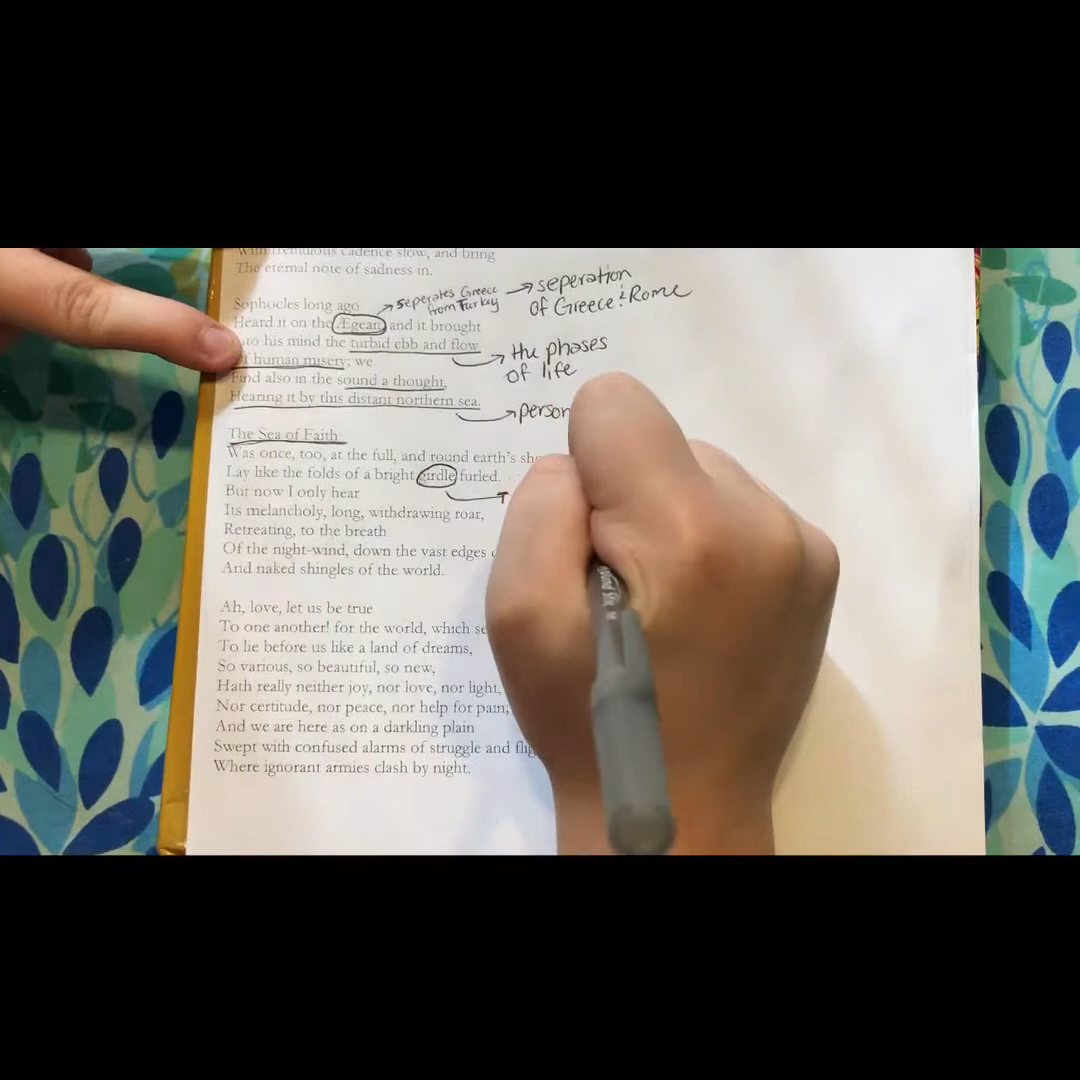 With tremulous cadence slow, and bring
The eternal note of sadness in.
Sophocles long ago
Heard it on the Ægean, and it brought
his mind the turbid ebb and flow
human misery; we
Find also in the sound a thought,
Hearing it by this distant northern sea.
seperates Greece
from Turkey
seperation
of Greece & Rome
the phases
of life
person
The Sea of Faith
Was once, too, at the full, and round earth's
Lay like the folds of a bright girdle furled.
But now I only hear
Its melancholy, long, withdrawing roar,
Retreating, to the breath
Of the night-wind, down the vast edges
And naked shingles of the world.
Ah, love, let us be true
To one another! for the world, which
To lie before us like a land of dreams,
So various, so beautiful, so new,
Hath really neither joy, nor love, nor light,
Nor certitude, nor peace, nor help for pain;
And we are here as on a darkling plain
Swept with confused alarms of struggle and
Where ignorant armies clash by night.